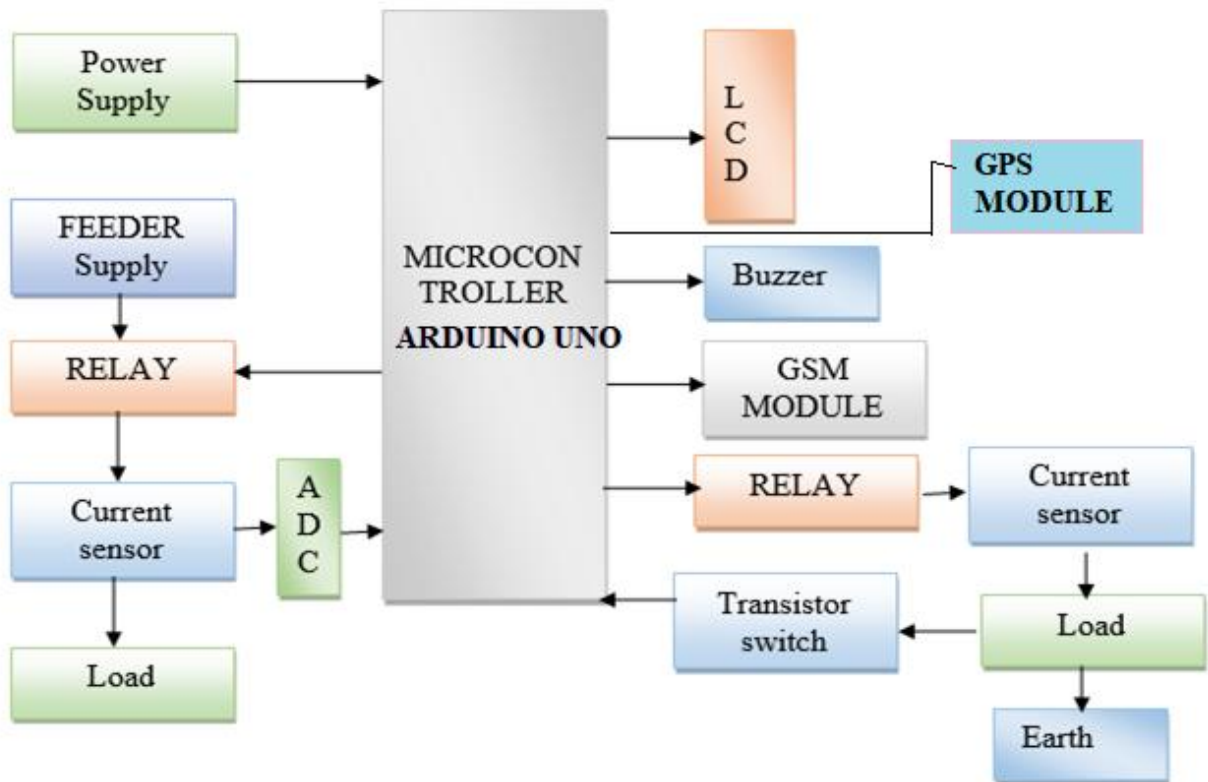 Power
Supply
FEEDER
Supply
RELAY
Current
sensor
Load
A
D
C
MICROCON
TROLLER
ARDUINO UNO
L
C
D
GPS
MODULE
Buzzer
GSM
MODULE
RELAY
Current
sensor
Transistor
switch
Load
Earth